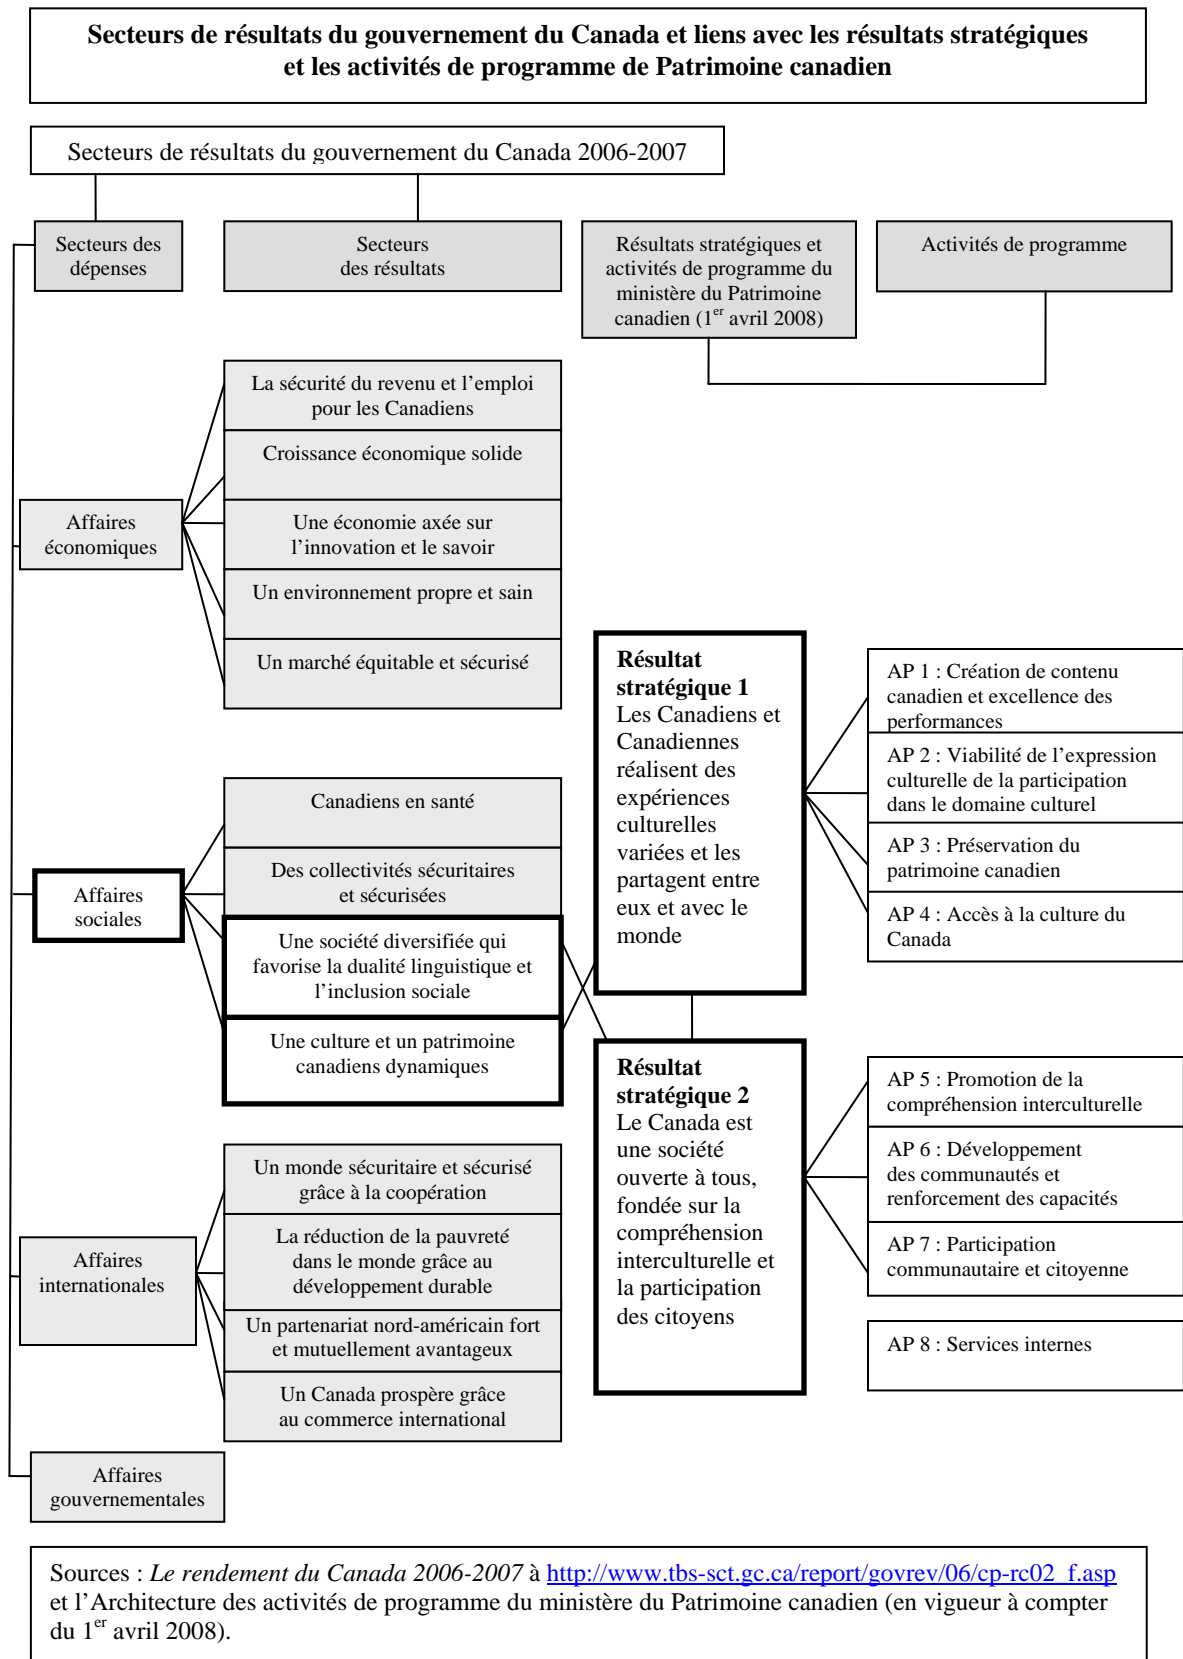 Secteurs de résultats du gouvernement du Canada et liens avec les résultats stratégiques
et les activités de programme de Patrimoine canadien
Secteurs de résultats du gouvernement du Canada 2006-2007
Secteurs des
dépenses
Secteurs
des résultats
Résultats stratégiques et
activités de programme du
ministère du Patrimoine
canadien (1er avril 2008)
Activités de programme
Affaires
économiques
La sécurité du revenu et l’emploi
pour les Canadiens
Croissance économique solide
Une économie axée sur
l’innovation et le savoir
Un environnement propre et sain
Un marché équitable et sécurisé
Affaires
sociales
Canadiens en santé
Des collectivités sécuritaires
et sécurisées
Une société diversifiée qui
favorise la dualité linguistique et
l’inclusion sociale
Une culture et un patrimoine
canadiens dynamiques
Résultat
stratégique 1
Les Canadiens et
Canadiennes
réalisent des
expériences
culturelles
variées et les
partagent entre
eux et avec le
monde
AP 1 : Création de contenu
canadien et excellence des
performances
AP 2 : Viabilité de l’expression
culturelle de la participation
dans le domaine culturel
AP 3 : Préservation du
patrimoine canadien
AP 4 : Accès à la culture du
Canada
Résultat
stratégique 2
Le Canada est
une société
ouverte à tous,
fondée sur la
compréhension
interculturelle et
la participation
des citoyens
AP 5 : Promotion de la
compréhension interculturelle
AP 6 : Développement
des communautés et
renforcement des capacités
AP 7 : Participation
communautaire et citoyenne
AP 8 : Services internes
Affaires
internationales
Un monde sécuritaire et sécurisé
grâce à la coopération
La réduction de la pauvreté
dans le monde grâce au
développement durable
Un partenariat nord-américain fort
et mutuellement avantageux
Un Canada prospère grâce
au commerce international
Affaires
gouvernementales
Sources : Le rendement du Canada 2006-2007 à http://www.tbs-sct.gc.ca/report/govrev/06/cp-rc02_f.asp
et l’Architecture des activités de programme du ministère du Patrimoine canadien (en vigueur à compter
du 1er avril 2008).